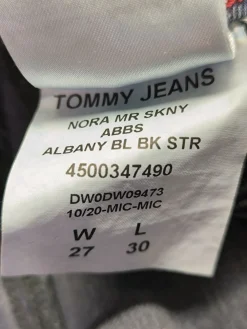 TOMMY JEANS
NORA MR SKNY
ABBS
ALBANY BL BK STR
4500347490
DW0DW09473
10/20-MIC-MIC
W L
27 30